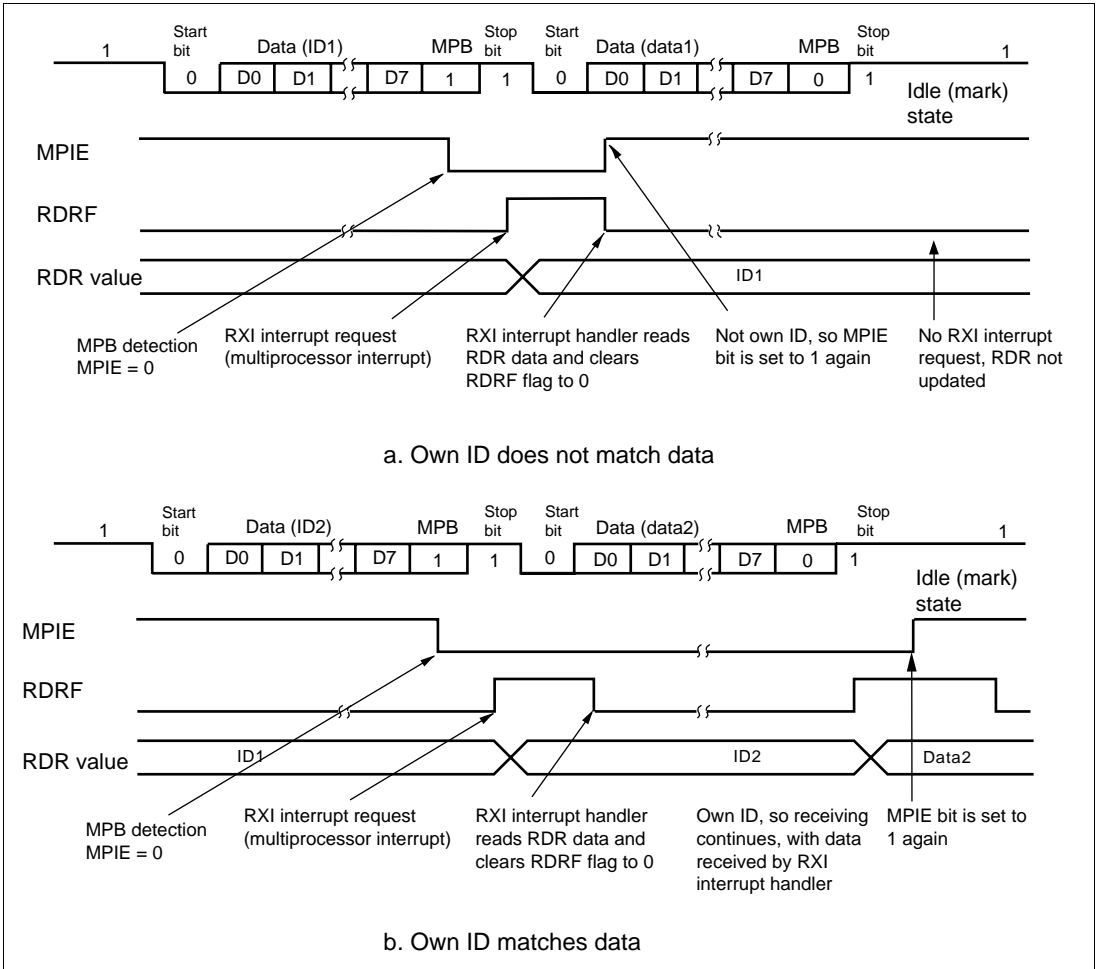 Start bit
Data (ID1)
MPB
Stop bit
Start bit
Data (data1)
MPB
Stop bit
1
1
0 D0 D1 D7 1 1 0 D0 D1 D7 0 1
Idle (mark) state
MPIE
RDRF
RDR value
ID1
MPB detection
MPIE = 0
RXI interrupt request
(multiprocessor interrupt)
RXI interrupt handler reads
RDR data and clears
RDRF flag to 0
Not own ID, so MPIE
bit is set to 1 again
No RXI interrupt
request, RDR not
updated
a. Own ID does not match data
Start bit
Data (ID2)
MPB
Stop bit
Start bit
Data (data2)
MPB
Stop bit
1
1
0 D0 D1 D7 1 1 0 D0 D1 D7 0 1
Idle (mark) state
MPIE
RDRF
RDR value
ID1
ID2
Data2
MPB detection
MPIE = 0
RXI interrupt request
(multiprocessor interrupt)
RXI interrupt handler
reads RDR data and
clears RDRF flag to 0
Own ID, so receiving
continues, with data
received by RXI
interrupt handler
MPIE bit is set to
1 again
b. Own ID matches data